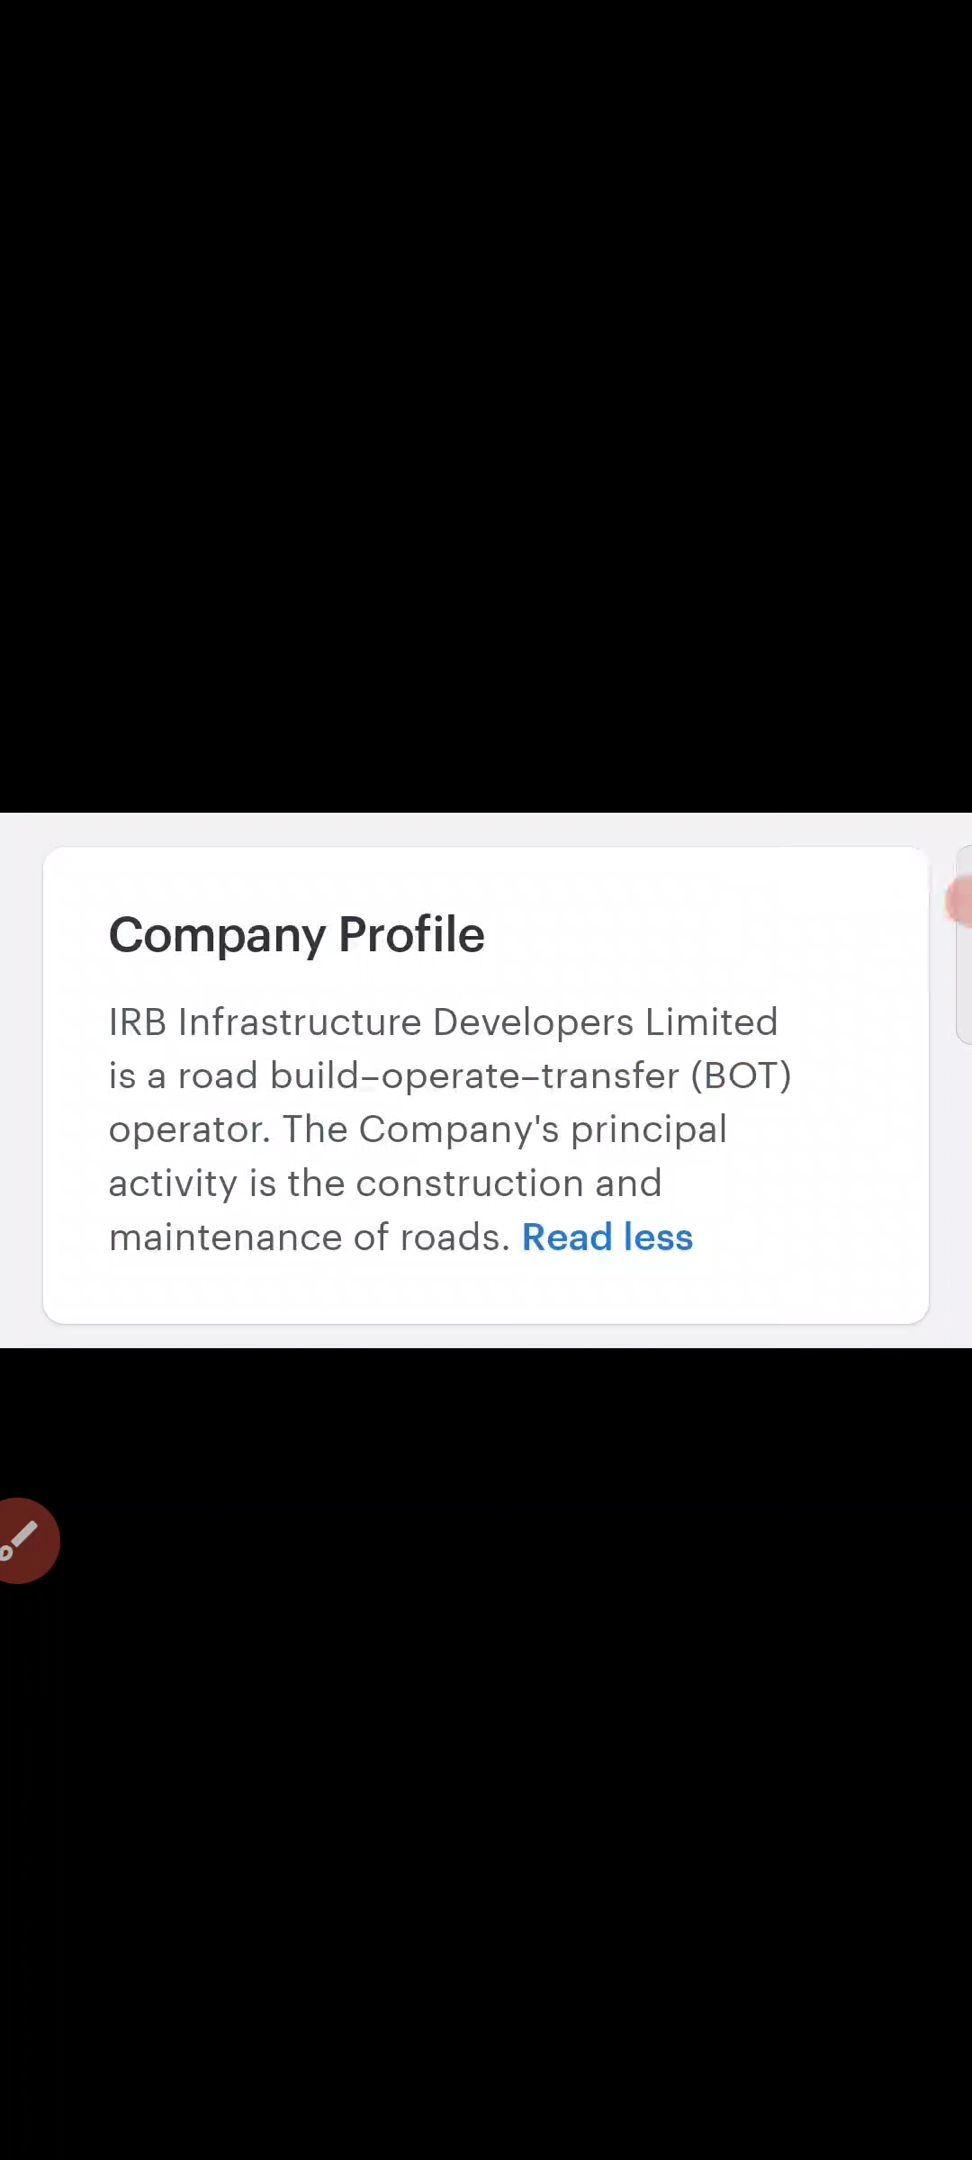 Company Profile
IRB Infrastructure Developers Limited
is a road build–operate–transfer (BOT)
operator. The Company's principal
activity is the construction and
maintenance of roads. Read less